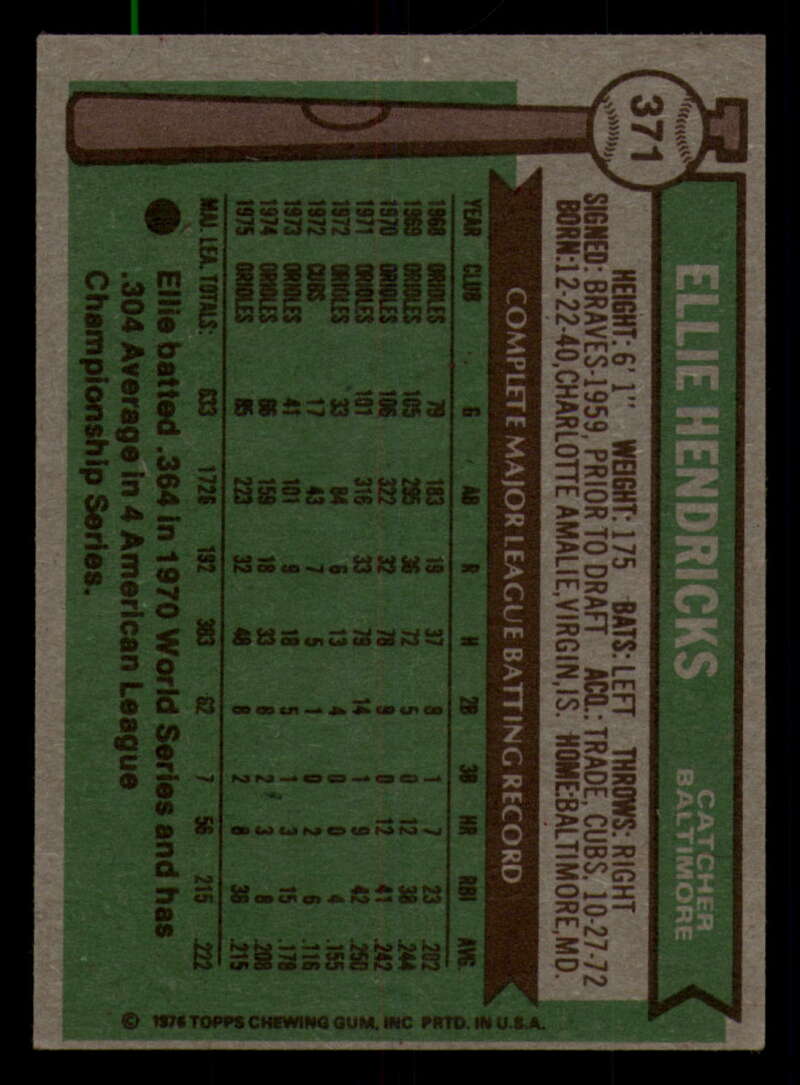 371
ELLIE HENDRICKS
CATCHER
BALTIMORE
HEIGHT: 6'1" WEIGHT: 175 BATS: LEFT THROWS: RIGHT
SIGNED: BRAVES-1959, PRIOR TO DRAFT ACQ.: TRADE, CUBS, 10-27-72
BORN:12-22-40,CHARLOTTE AMALIE,VIRGIN,IS. HOME:BALTIMORE,MD.
COMPLETE MAJOR LEAGUE BATTING RECORD
YEAR CLUB G AB R H 2B 3B HR RBI AVG.
1968 ORIOLES 79 183 19 37 8 1 7 23 .202
1969 ORIOLES 105 295 36 72 5 0 12 38 .244
1970 ORIOLES 106 322 32 78 9 0 12 41 .242
1971 ORIOLES 101 316 33 79 14 1 9 42 .250
1972 ORIOLES 33 84 6 13 4 0 0 4 .155
1972 CUBS 17 43 7 5 1 0 2 6 .116
1973 ORIOLES 41 101 9 18 5 1 3 15 .178
1974 ORIOLES 66 159 18 33 8 2 3 8 .208
1975 ORIOLES 85 223 32 48 8 2 8 38 .215
MAJ. LEA. TOTALS: 633 1726 192 383 62 7 56 215 .222
Ellie batted .364 in 1970 World Series and has
.304 Average in 4 American League
Championship Series.
© 1976 TOPPS CHEWING GUM, INC PRTD. IN U.S.A.